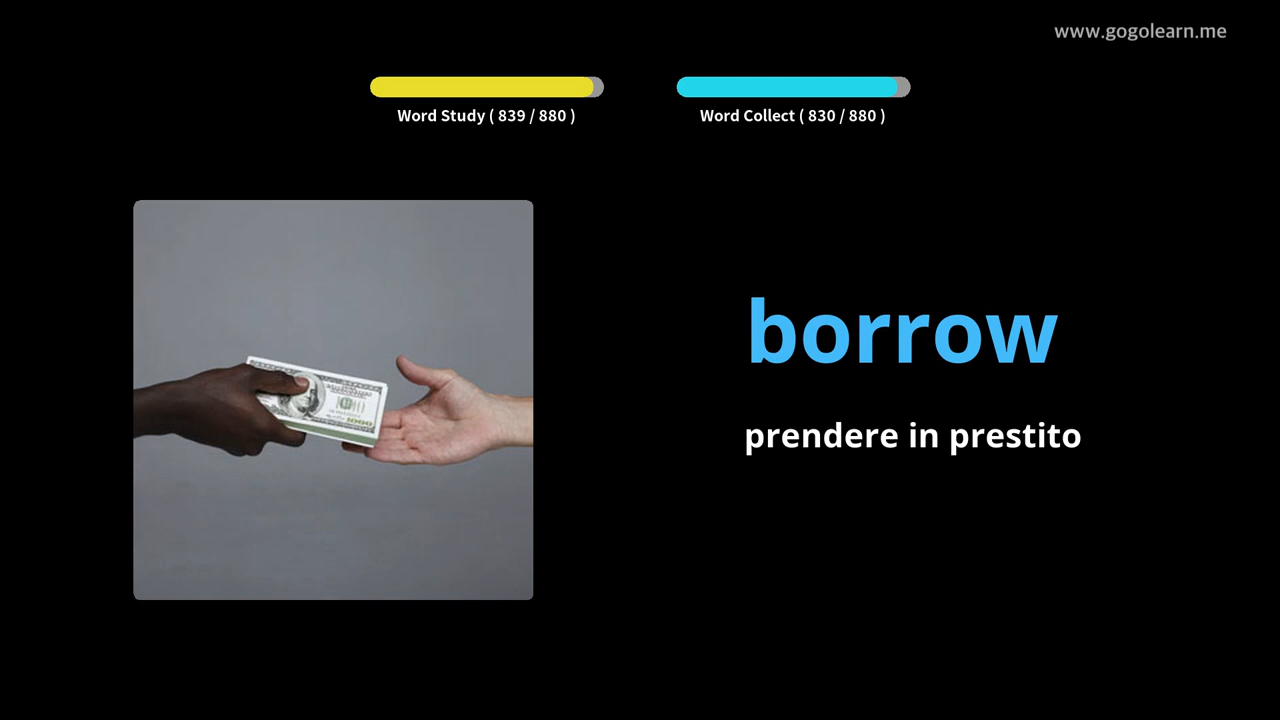 www.gogolearn.me
Word Study ( 839 / 880 )
Word Collect ( 830 / 880 )
borrow
prendere in prestito